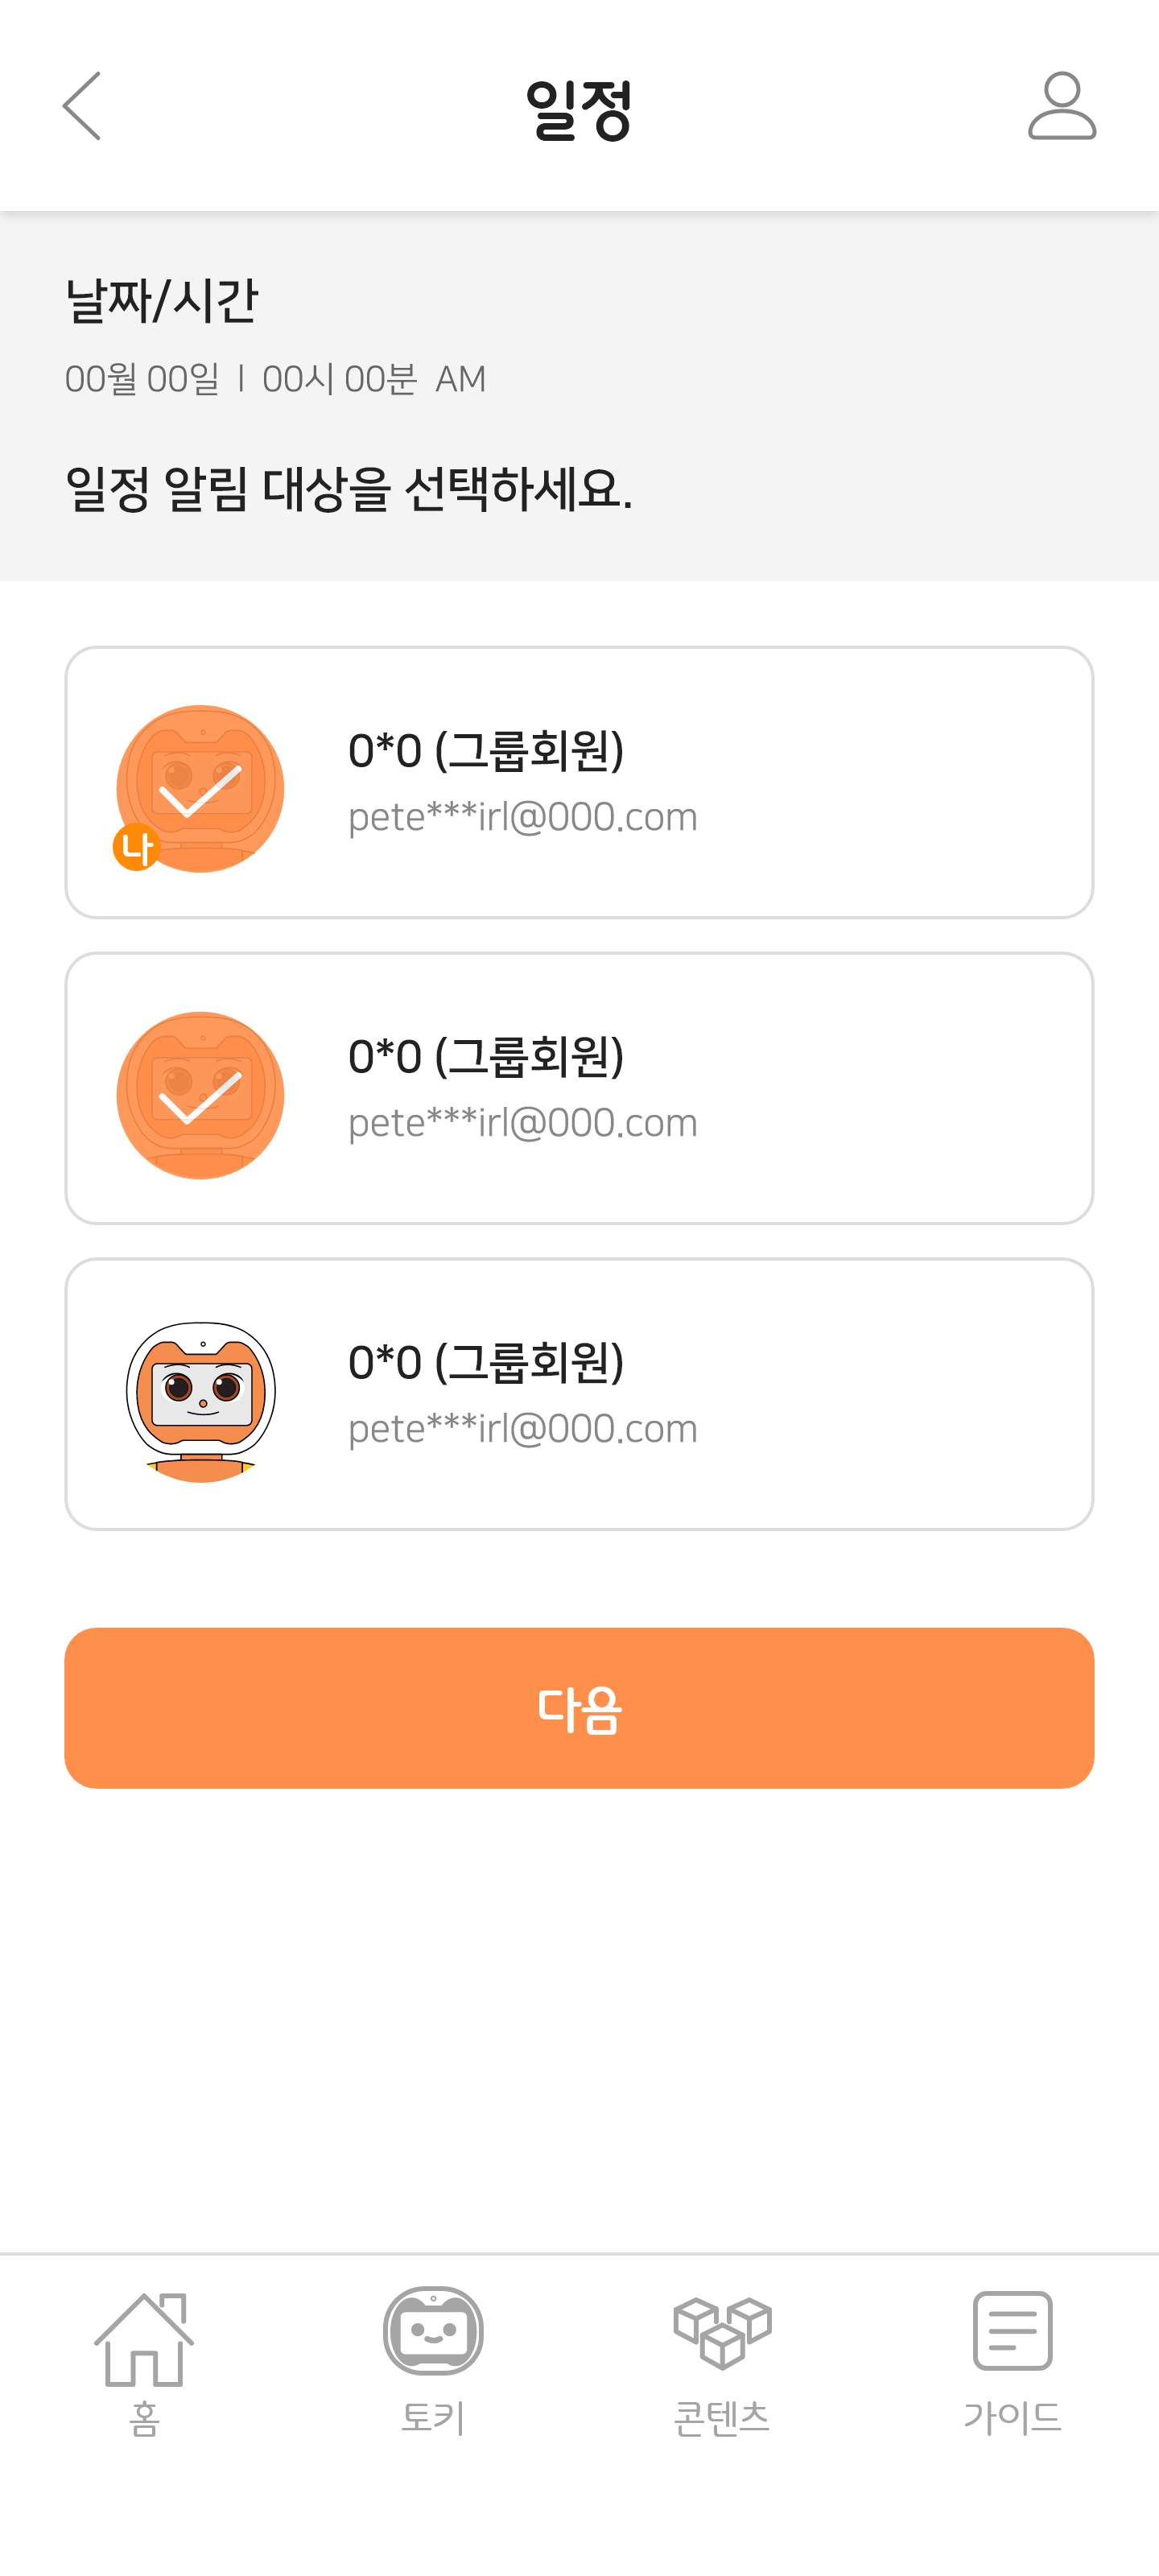 일정
날짜/시간
00월 00일 | 00시 00분 AM
일정 알림 대상을 선택하세요.
0*0 (그룹회원)
pete***irl@000.com
나
0*0 (그룹회원)
pete***irl@000.com
0*0 (그룹회원)
pete***irl@000.com
다음
홈 토키 콘텐츠 가이드